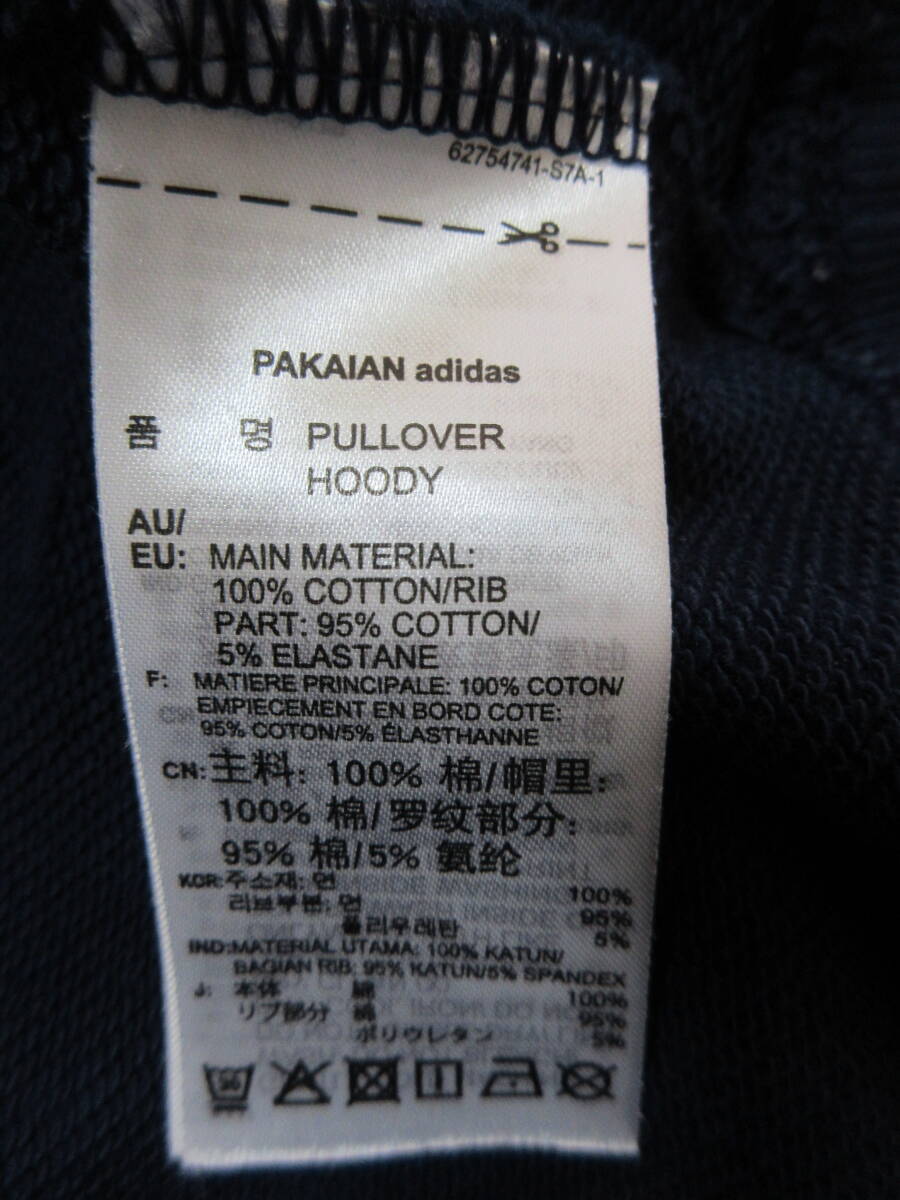 62754741-S7A-1
PAKAIAN adidas
품 명 PULLOVER
HOODY
AU/
EU: MAIN MATERIAL:
100% COTTON/RIB
PART: 95% COTTON/
5% ELASTANE
F: MATIERE PRINCIPALE: 100% COTON/
EMPIECEMENT EN BORD COTE:
95% COTON/5% ÉLASTHANNE
CN: 主料: 100% 棉/帽里:
100% 棉/罗纹部分:
95% 棉/5% 氨纶
KOR: 주소재: 면 100%
리브부분: 면 95%
폴리우레탄 5%
IND: MATERIAL UTAMA: 100% KATUN/
BAGIAN RIB: 95% KATUN/5% SPANDEX
J: 本体 綿 100%
リブ部分 綿 95%
ポリウレタン 5%